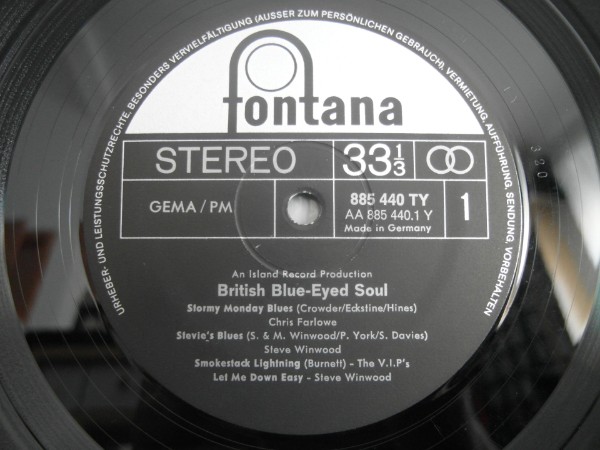 URHEBER- UND LEISTUNGSSCHUTZRECHTE, BESONDERS VERVIELFÄLTIGUNG (AUSSER ZUM PERSÖNLICHEN GEBRAUCH), VERMIETUNG, AUFFÜHRUNG, SENDUNG, VORBEHALTEN
fontana
STEREO 33 1/3
GEMA/PM 885 440 TY 1
AA 885 440.1 Y
Made in Germany
An Island Record Production
British Blue-Eyed Soul
Stormy Monday Blues (Crowder/Eckstine/Hines)
Chris Farlowe
Stevie's Blues (S. & M. Winwood/P. York/S. Davies)
Steve Winwood
Smokestack Lightning (Burnett) - The V.I.P's
Let Me Down Easy - Steve Winwood